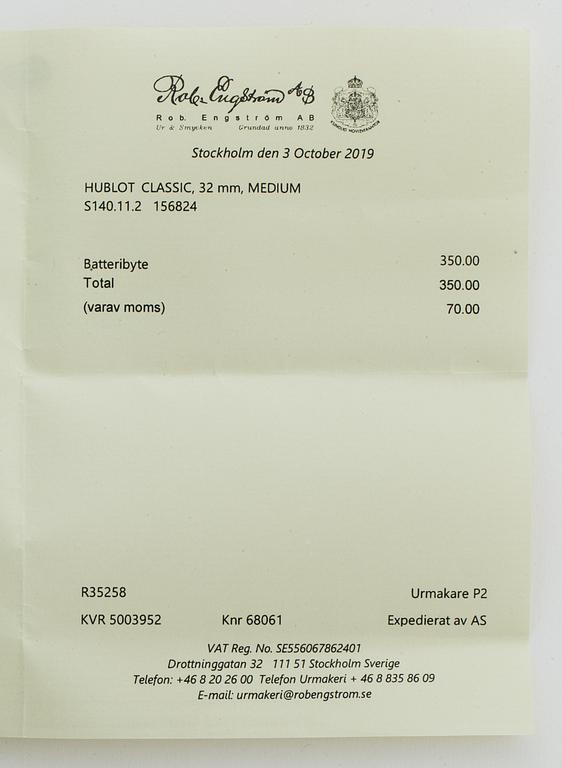 Rob. Engström AB
Rob. Engström AB
Ur & Smycken Grundad anno 1832
KUNGLIG HOVLEVERANTÖR
Stockholm den 3 October 2019
HUBLOT CLASSIC, 32 mm, MEDIUM
S140.11.2 156824
Batteribyte 350.00
Total 350.00
(varav moms) 70.00
R35258 Urmakare P2
KVR 5003952 Knr 68061 Expedierat av AS
VAT Reg. No. SE556067862401
Drottninggatan 32 111 51 Stockholm Sverige
Telefon: +46 8 20 26 00 Telefon Urmakeri + 46 8 835 86 09
E-mail: urmakeri@robengstrom.se